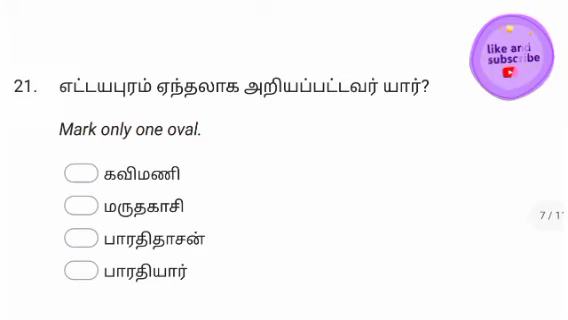 like and
subscribe
21. எட்டயபுரம் ஏந்தலாக அறியப்பட்டவர் யார்?
Mark only one oval.
கவிமணி
மருதகாசி
பாரதிதாசன்
பாரதியார்
7 / 11